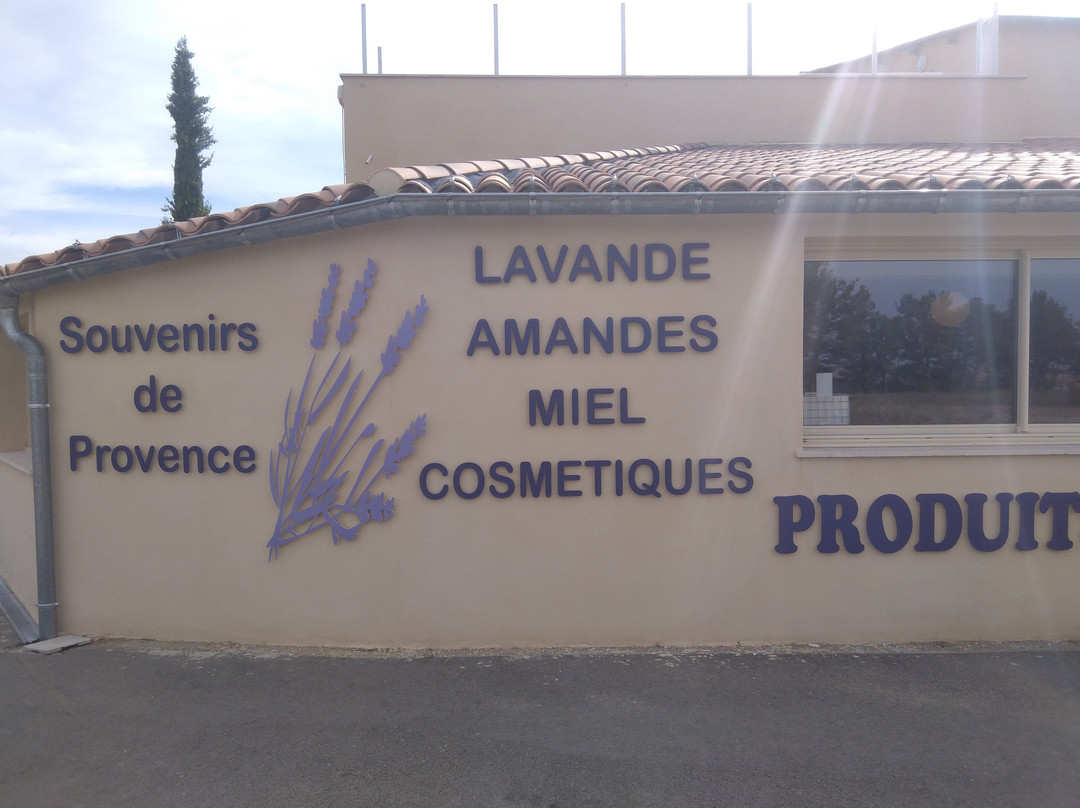 Souvenirs
de
Provence
LAVANDE
AMANDES
MIEL
COSMETIQUES
PRODUIT